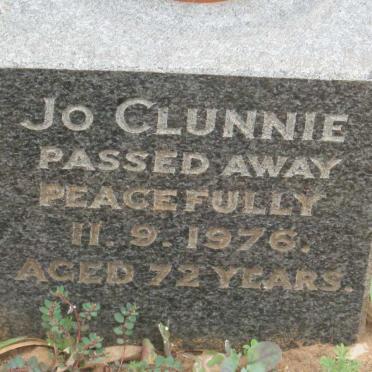 Jo Clunnie
PASSED AWAY
PEACEFULLY
11. 9. 1976.
AGED 72 YEARS.